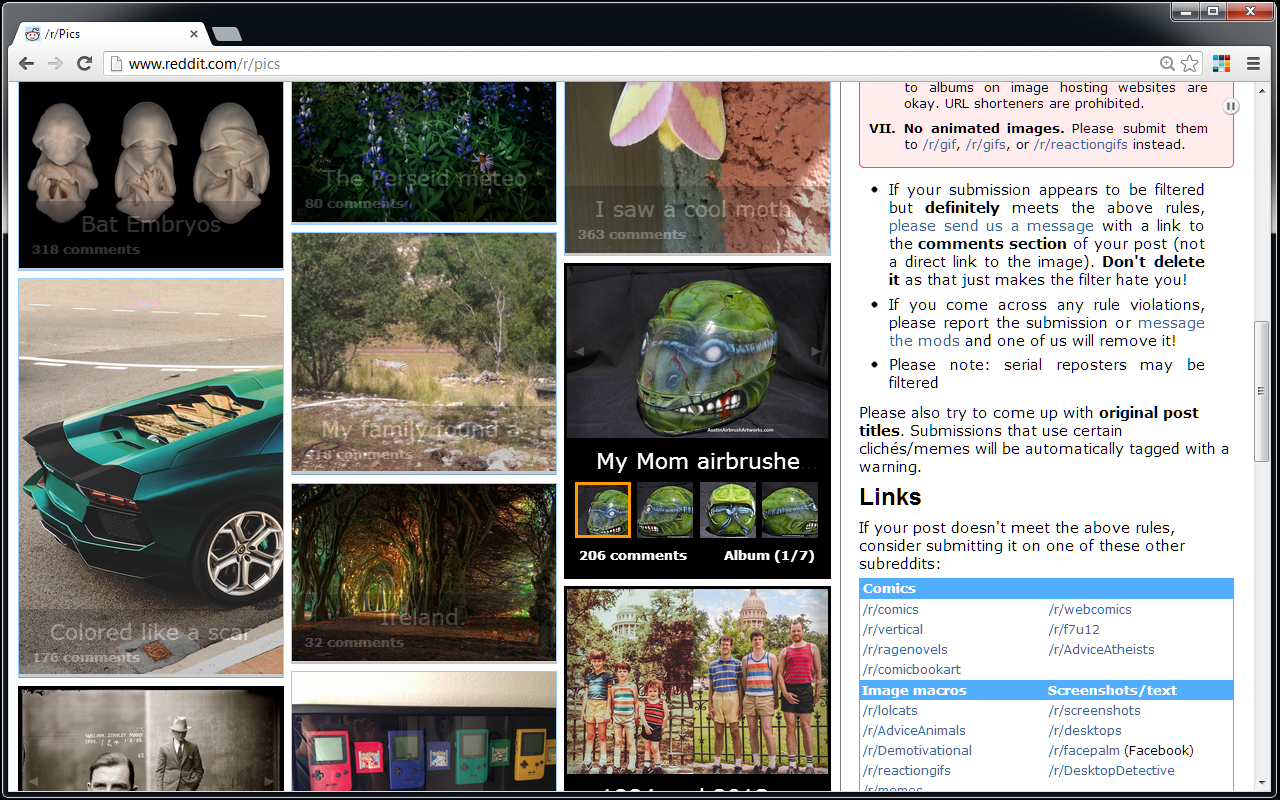 /r/Pics
www.reddit.com/r/pics
Bat Embryos
318 comments
Colored like a scar
176 comments
The Perseid meteo
80 comments
My family found a ...
418 comments
Ireland.
32 comments
I saw a cool moth
363 comments
AustinAirbrushArtworks.com
My Mom airbrushe...
206 comments
Album (1/7)
to albums on image hosting websites are
okay. URL shorteners are prohibited.
VII. No animated images. Please submit them
to /r/gif, /r/gifs, or /r/reactiongifs instead.
If your submission appears to be filtered
but definitely meets the above rules,
please send us a message with a link to
the comments section of your post (not
a direct link to the image). Don't delete
it as that just makes the filter hate you!
If you come across any rule violations,
please report the submission or message
the mods and one of us will remove it!
Please note: serial reposters may be
filtered
Please also try to come up with original post
titles. Submissions that use certain
clichés/memes will be automatically tagged with a
warning.
Links
If your post doesn't meet the above rules,
consider submitting it on one of these other
subreddits:
Comics
/r/comics /r/webcomics
/r/vertical /r/f7u12
/r/ragenovels /r/AdviceAtheists
/r/comicbookart
Image macros Screenshots/text
/r/lolcats /r/screenshots
/r/AdviceAnimals /r/desktops
/r/Demotivational /r/facepalm (Facebook)
/r/reactiongifs /r/DesktopDetective
/r/memes